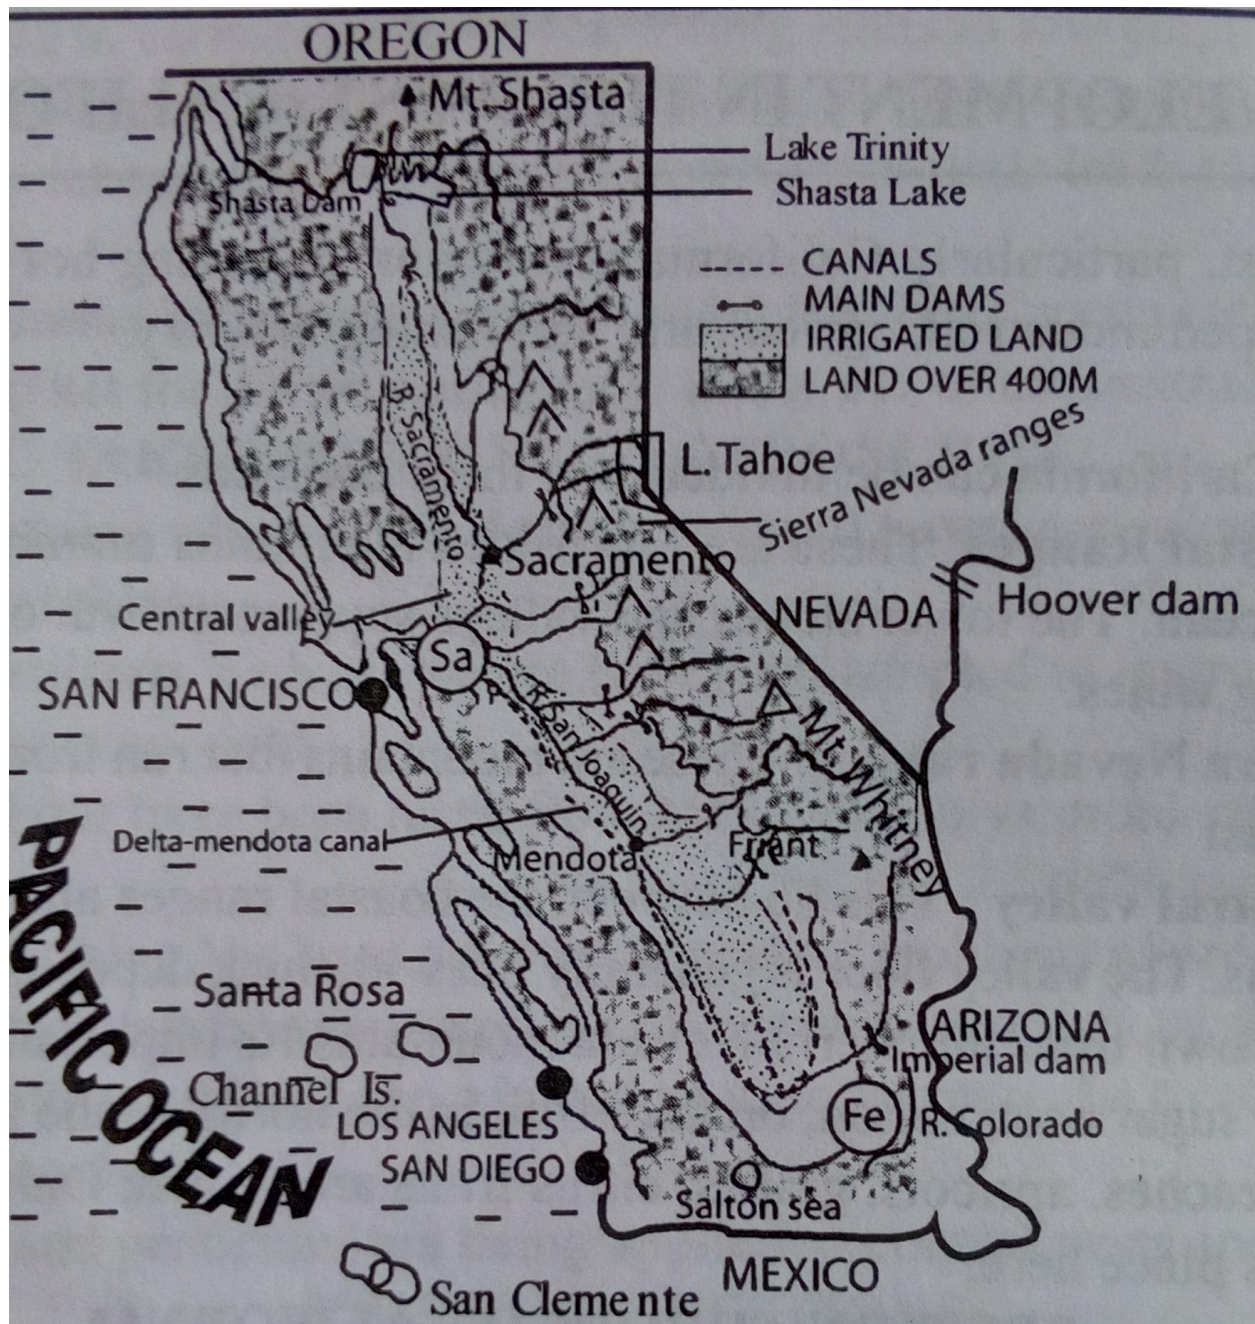 OREGON
Mt. Shasta
Lake Trinity
Shasta Dam
Shasta Lake
CANALS
MAIN DAMS
IRRIGATED LAND
LAND OVER 400M
R. Sacramento
L. Tahoe
Sierra Nevada ranges
Sacramento
NEVADA
Hoover dam
Central valley
Sa
SAN FRANCISCO
R. San Joaquin
Mt. Whitney
Delta-mendota canal
Mendota
Friant
PACIFIC OCEAN
Santa Rosa
ARIZONA
Imperial dam
Channel Is.
Fe
LOS ANGELES
R. Colorado
SAN DIEGO
Salton sea
MEXICO
San Clemente